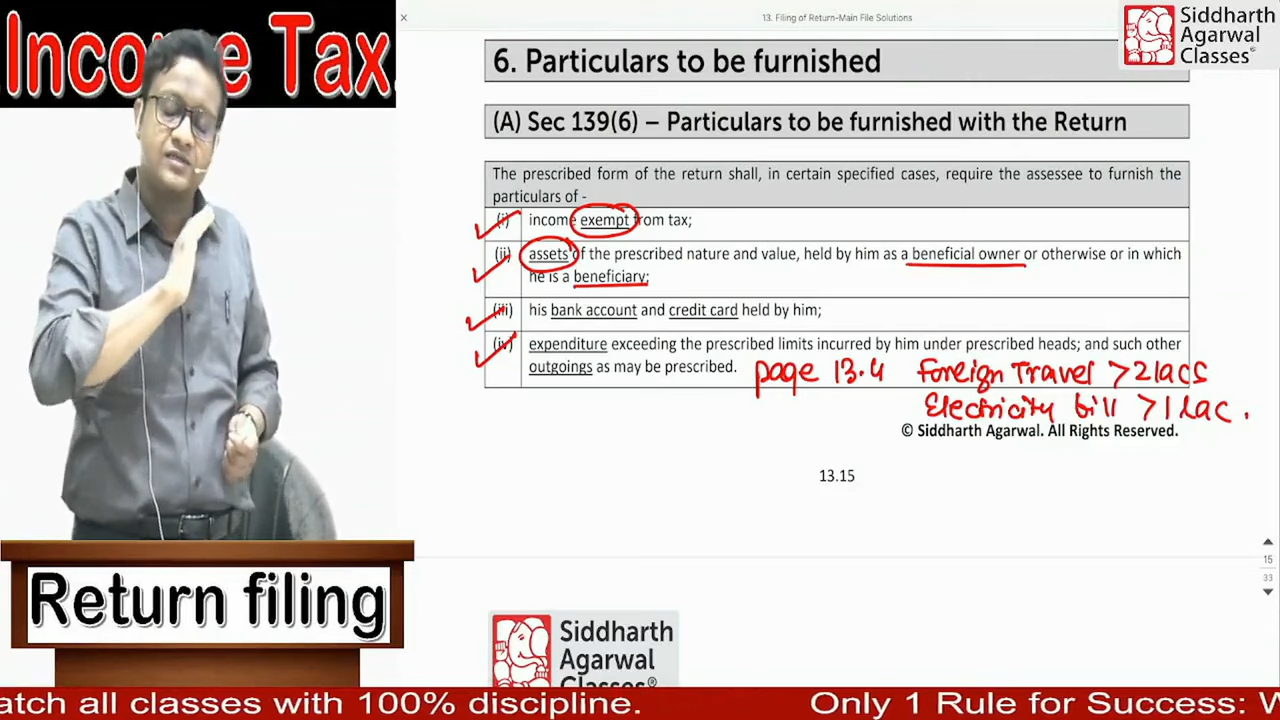 Income Tax.
13. Filing of Return-Main File Solutions
Siddharth
Agarwal
Classes®
6. Particulars to be furnished
(A) Sec 139(6) – Particulars to be furnished with the Return
The prescribed form of the return shall, in certain specified cases, require the assessee to furnish the
particulars of -
(i) income exempt from tax;
(ii) assets of the prescribed nature and value, held by him as a beneficial owner or otherwise or in which
he is a beneficiary;
(iii) his bank account and credit card held by him;
(iv) expenditure exceeding the prescribed limits incurred by him under prescribed heads; and such other
outgoings as may be prescribed.
page 13.4 Foreign Travel >2lacs
Electricity bill >1lac.
© Siddharth Agarwal. All Rights Reserved.
13.15
15
33
Return filing
Siddharth
Agarwal
Classes®
atch all classes with 100% discipline. Only 1 Rule for Success: W